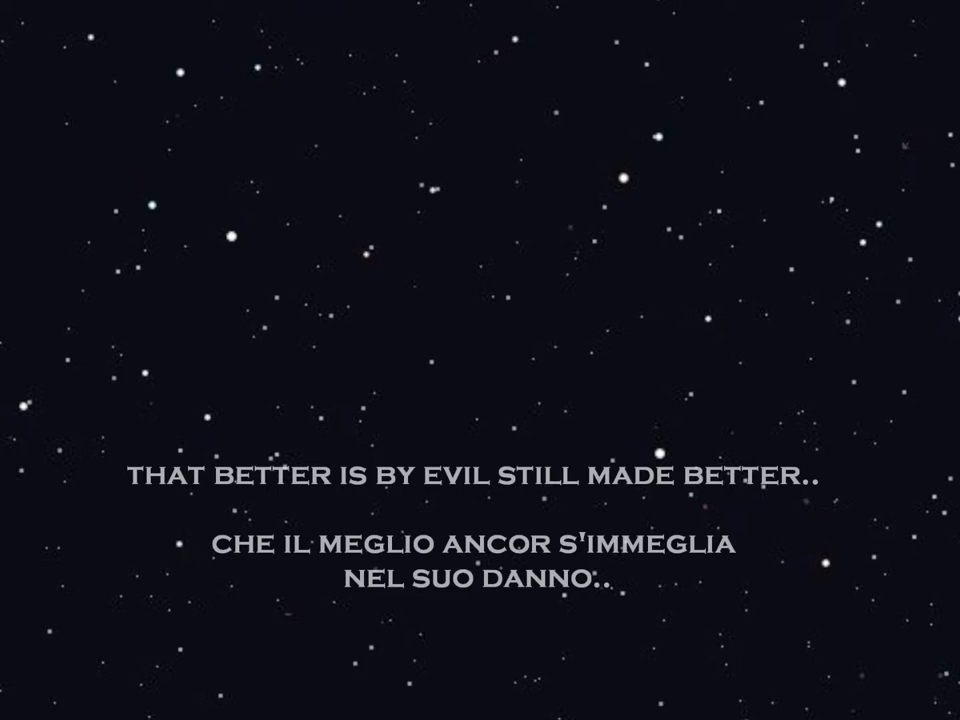 THAT BETTER IS BY EVIL STILL MADE BETTER..
CHE IL MEGLIO ANCOR S'IMMEGLIA
NEL SUO DANNO..